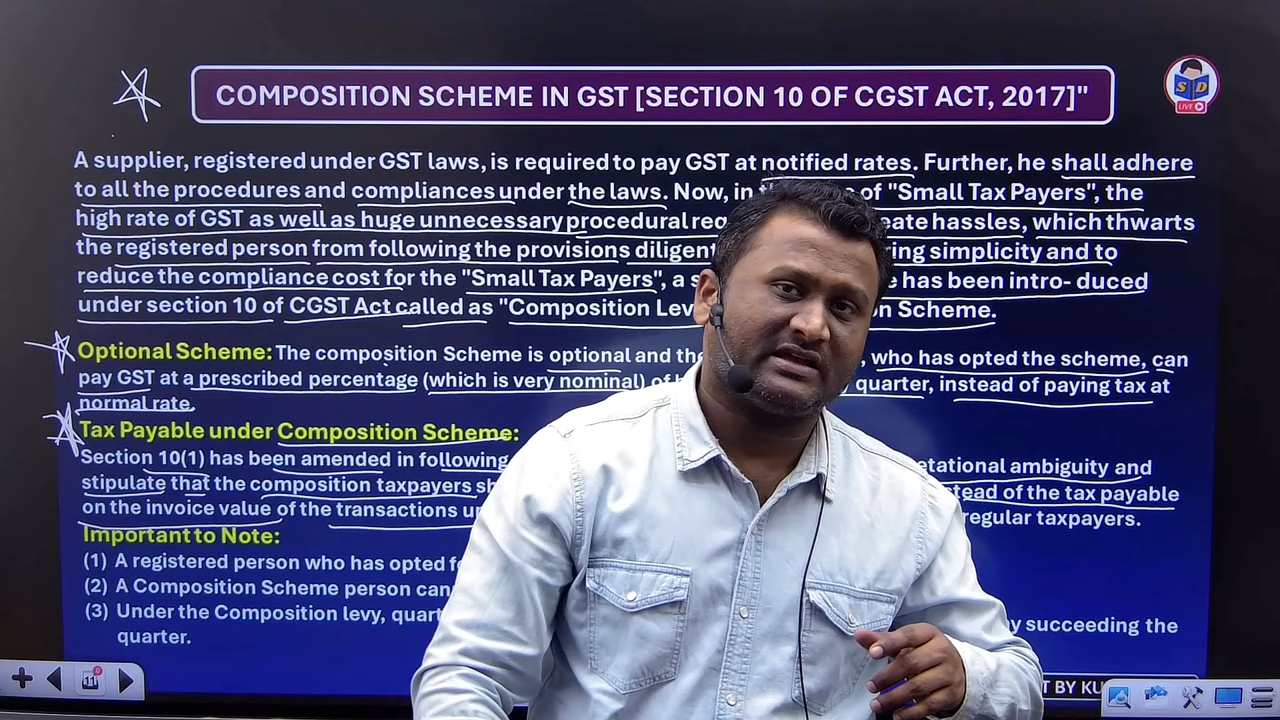 COMPOSITION SCHEME IN GST [SECTION 10 OF CGST ACT, 2017]"
S D
LIVE
A supplier, registered under GST laws, is required to pay GST at notified rates. Further, he shall adhere
to all the procedures and compliances under the laws. Now, in of "Small Tax Payers", the
high rate of GST as well as huge unnecessary procedural hassles, which thwarts
the registered person from following the provisions simplicity and to
reduce the compliance cost for the "Small Tax Payers", a has been intro- duced
under section 10 of CGST Act called as "Composition Scheme.
Optional Scheme: The composition Scheme is optional and , who has opted the scheme, can
pay GST at a prescribed percentage (which is very nominal) of quarter, instead of paying tax at
normal rate.
Tax Payable under Composition Scheme:
Section 10(1) has been amended in following ambiguity and
stipulate that the composition taxpayers of the tax payable
on the invoice value of the transactions regular taxpayers.
Important to Note:
(1) A registered person who has opted
(2) A Composition Scheme person can
(3) Under the Composition levy, succeeding the
quarter.
11
BY